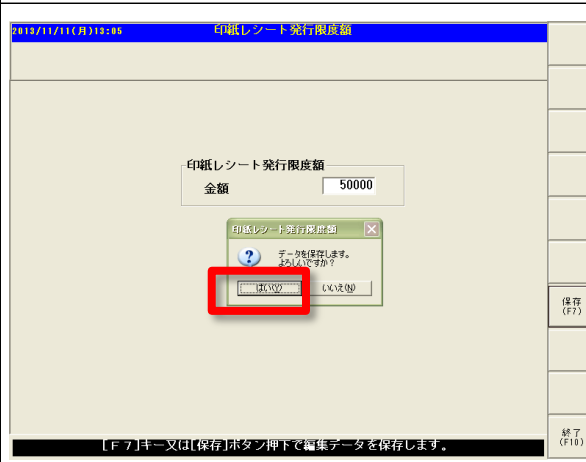 2013/11/11(月)13:05 印紙レシート発行限度額
印紙レシート発行限度額
金額 50000
印紙レシート発行限度額
データを保存します。
よろしいですか?
はい(Y) いいえ(N)
保存
(F7)
終了
(F10)
[F7]キー又は[保存]ボタン押下で編集データを保存します。